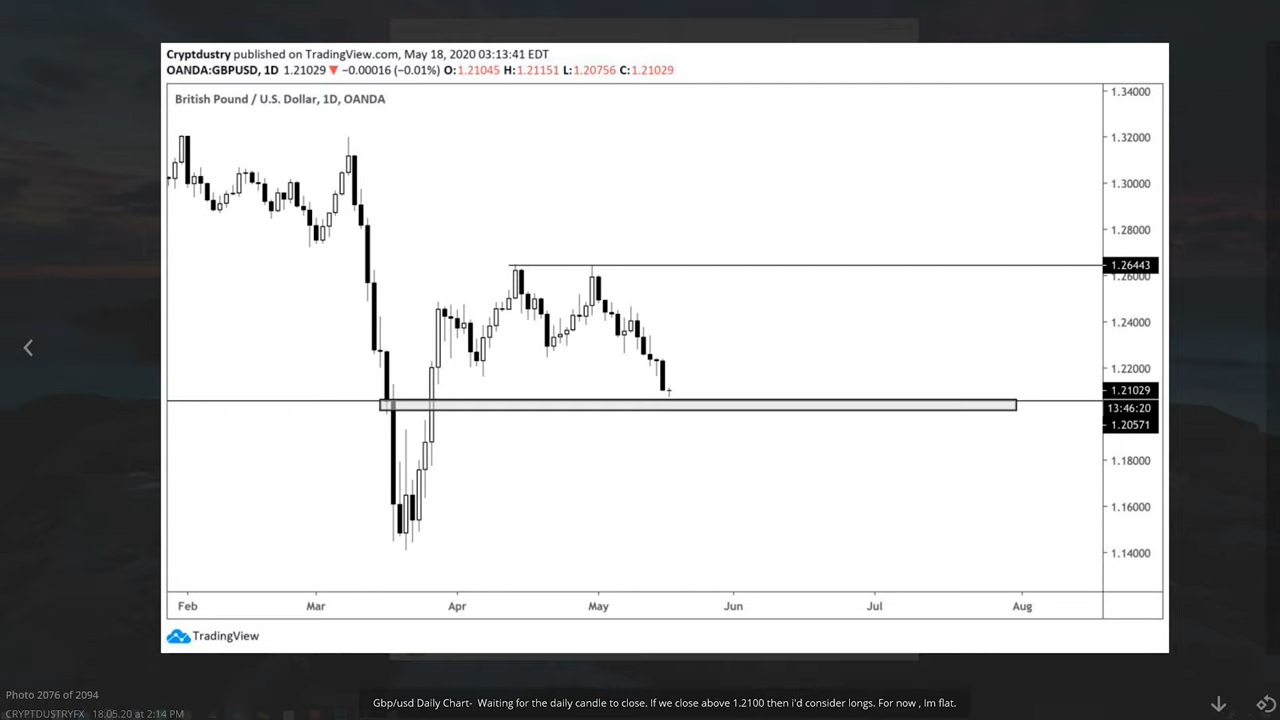 Cryptdustry published on TradingView.com, May 18, 2020 03:13:41 EDT
OANDA:GBPUSD, 1D 1.21029 ▼ −0.00016 (−0.01%) O:1.21045 H:1.21151 L:1.20756 C:1.21029
British Pound / U.S. Dollar, 1D, OANDA
1.34000
1.32000
1.30000
1.28000
1.26443
1.26000
1.24000
1.22000
1.21029
13:46:20
1.20571
1.18000
1.16000
1.14000
Feb Mar Apr May Jun Jul Aug
TradingView
Photo 2076 of 2094
CRYPTDUSTRYFX 18.05.20 at 2:14 PM
Gbp/usd Daily Chart- Waiting for the daily candle to close. If we close above 1.2100 then i'd consider longs. For now , Im flat.